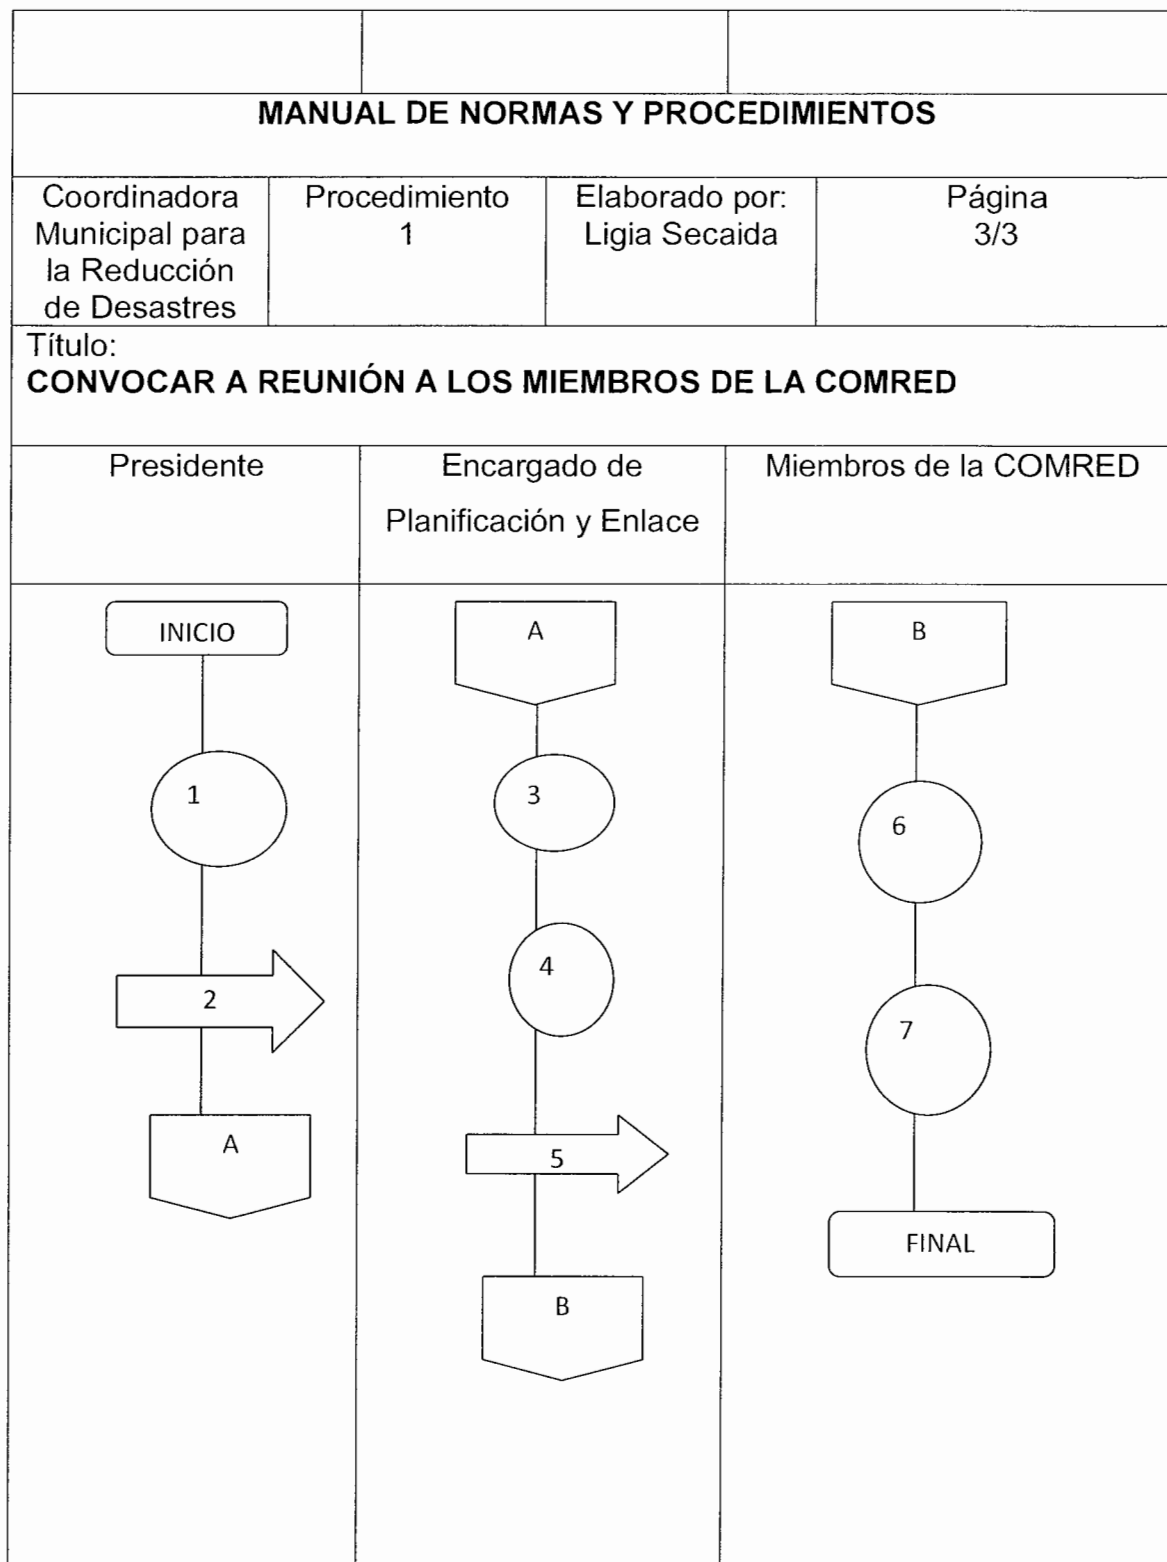 MANUAL DE NORMAS Y PROCEDIMIENTOS
Coordinadora
Municipal para
la Reducción
de Desastres
Procedimiento
1
Elaborado por:
Ligia Secaida
Página
3/3
Título:
CONVOCAR A REUNIÓN A LOS MIEMBROS DE LA COMRED
Presidente
Encargado de
Planificación y Enlace
Miembros de la COMRED
INICIO
1
2
A
A
3
4
5
B
B
6
7
FINAL